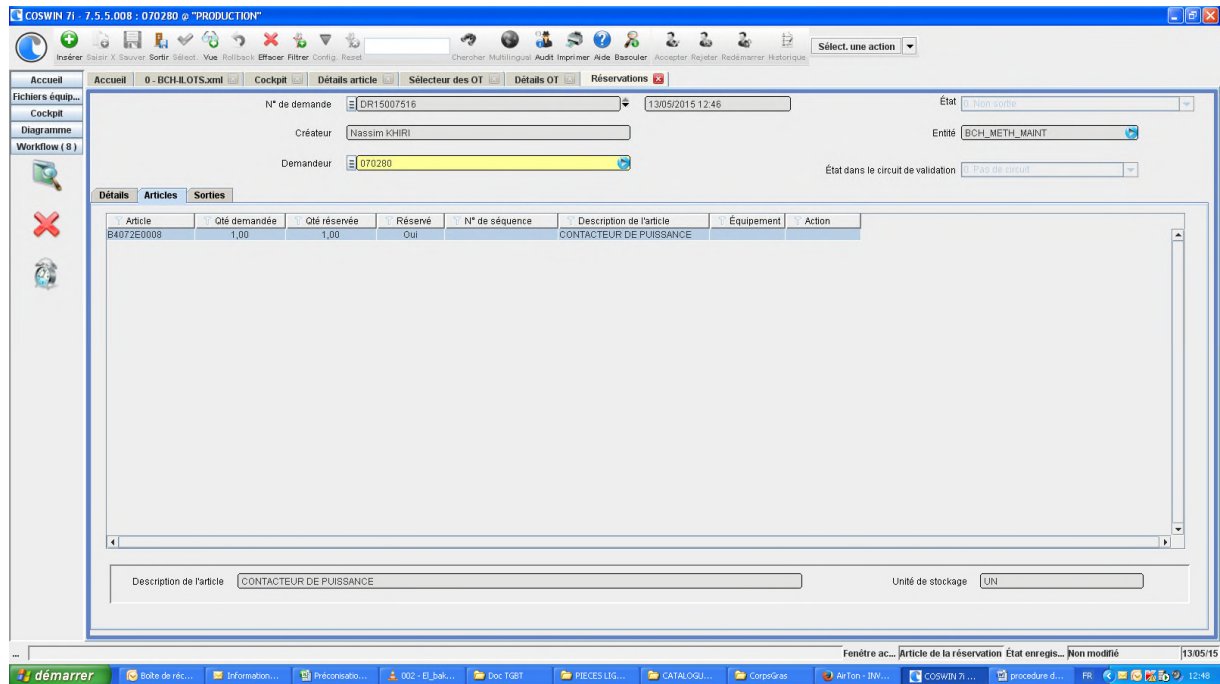 COSWIN 7i - 7.5.5.008 : 070280 @ "PRODUCTION"
Insérer Saisir X Sauver Sortir Sélect. Vue Rollback Effacer Filtrer Config. Reset Chercher Multilingual Audit Imprimer Aide Basculer Accepter Rejeter Redémarrer Historique
Sélect. une action
Accueil
Fichiers équip...
Cockpit
Diagramme
Workflow ( 8 )
Accueil 0 - BCH-ILOTS.xml Cockpit Détails article Sélecteur des OT Détails OT Réservations
N° de demande DR15007516 13/05/2015 12:46 État 0. Non sortie
Créateur Nassim KHIRI Entité BCH_METH_MAINT
Demandeur 070280 État dans le circuit de validation 0. Pas de circuit
Détails Articles Sorties
Article Qté demandée Qté réservée Réservé N° de séquence Description de l'article Équipement Action
B4072E0008 1,00 1,00 Oui CONTACTEUR DE PUISSANCE
Description de l'article CONTACTEUR DE PUISSANCE Unité de stockage UN
... Fenêtre ac... Article de la réservation État enregis... Non modifié 13/05/15
démarrer Boîte de réc... Information... Préconisatio... 002 - El_bak... Doc TGBT PIECES LIG... CATALOGU... CorpsGras AirTon - INV... COSWIN 7i ... procedure d... FR 12:48